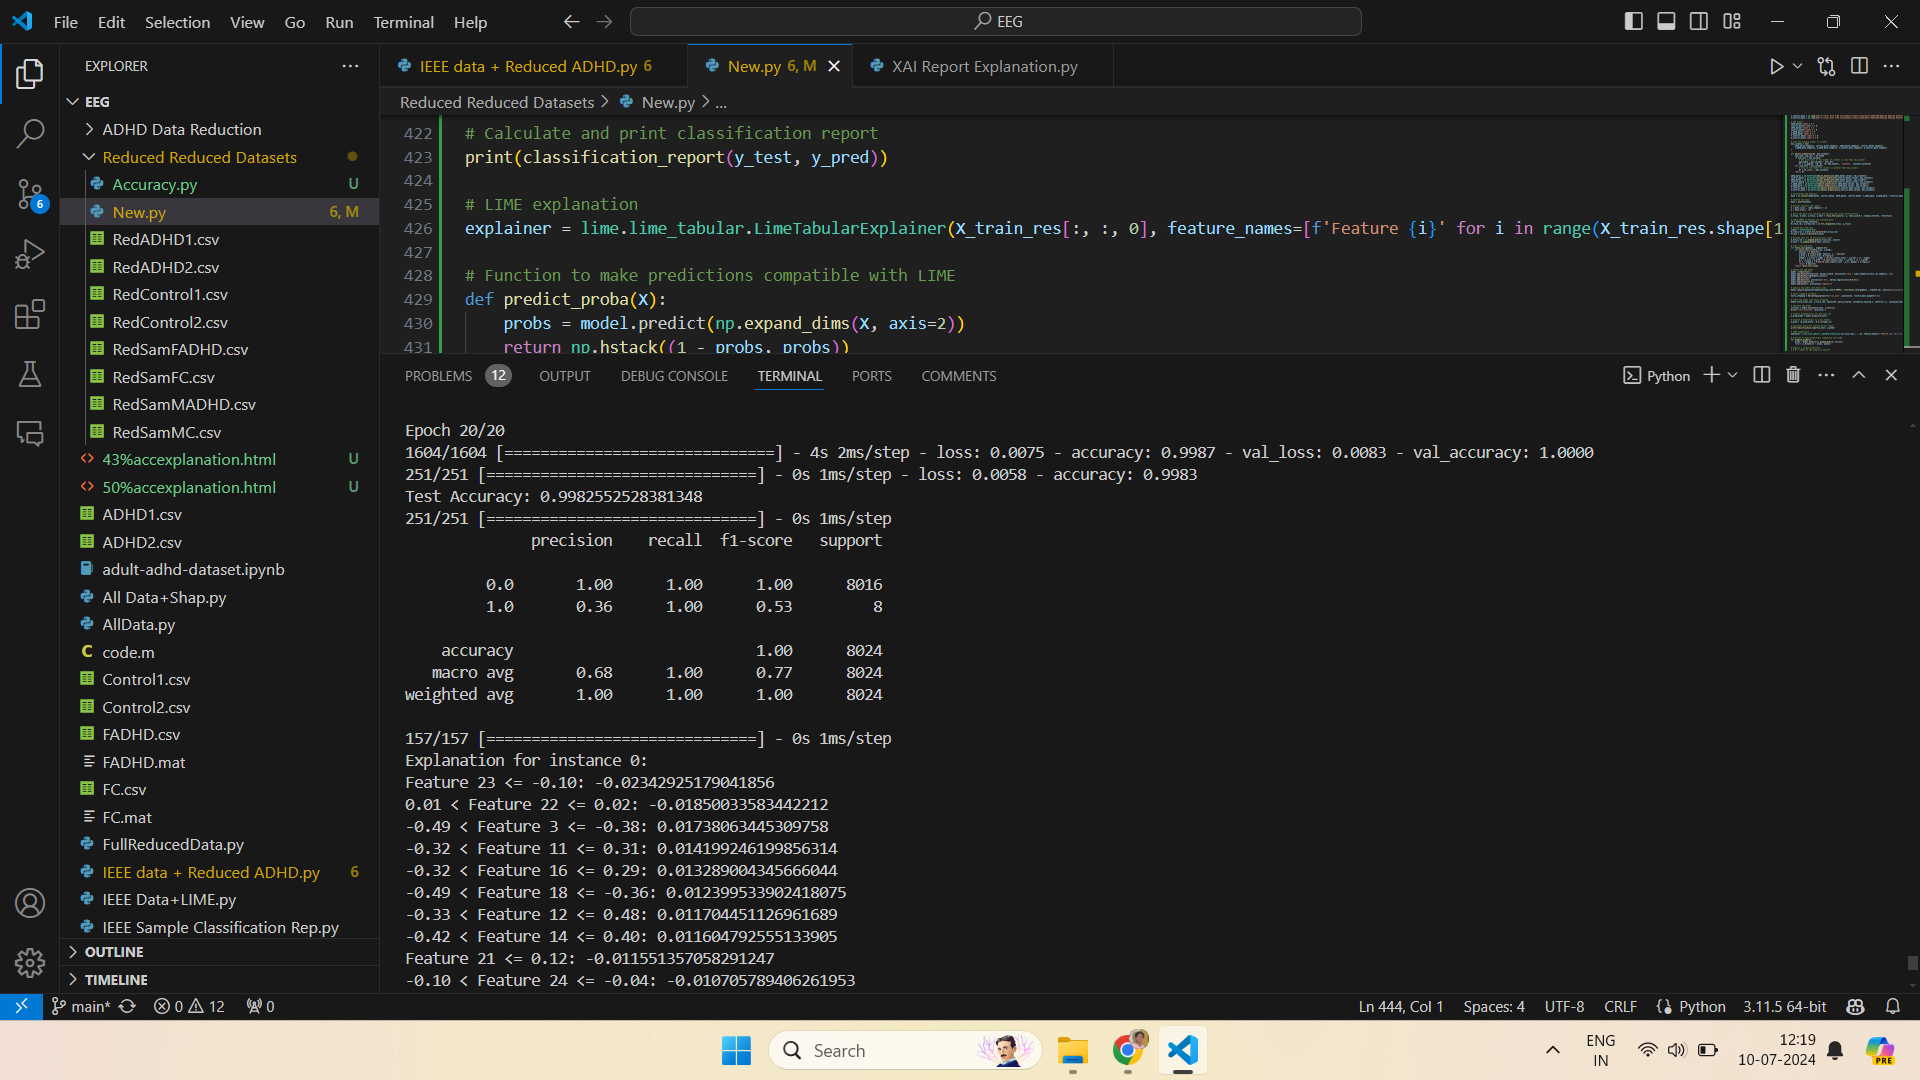 File Edit Selection View Go Run Terminal Help
EEG
EXPLORER
EEG
ADHD Data Reduction
Reduced Reduced Datasets
Accuracy.py U
New.py 6, M
RedADHD1.csv
RedADHD2.csv
RedControl1.csv
RedControl2.csv
RedSamFADHD.csv
RedSamFC.csv
RedSamMADHD.csv
RedSamMC.csv
43%accexplanation.html U
50%accexplanation.html U
ADHD1.csv
ADHD2.csv
adult-adhd-dataset.ipynb
All Data+Shap.py
AllData.py
code.m
Control1.csv
Control2.csv
FADHD.csv
FADHD.mat
FC.csv
FC.mat
FullReducedData.py
IEEE data + Reduced ADHD.py 6
IEEE Data+LIME.py
IEEE Sample Classification Rep.py
OUTLINE
TIMELINE
6
IEEE data + Reduced ADHD.py 6
New.py 6, M
XAI Report Explanation.py
Reduced Reduced Datasets > New.py > ...
422 # Calculate and print classification report
423 print(classification_report(y_test, y_pred))
424
425 # LIME explanation
426 explainer = lime.lime_tabular.LimeTabularExplainer(X_train_res[:, :, 0], feature_names=[f'Feature {i}' for i in range(X_train_res.shape[1
427
428 # Function to make predictions compatible with LIME
429 def predict_proba(X):
430 probs = model.predict(np.expand_dims(X, axis=2))
431 return np.hstack((1 - probs, probs))
PROBLEMS 12 OUTPUT DEBUG CONSOLE TERMINAL PORTS COMMENTS
Python
Epoch 20/20
1604/1604 [==============================] - 4s 2ms/step - loss: 0.0075 - accuracy: 0.9987 - val_loss: 0.0083 - val_accuracy: 1.0000
251/251 [==============================] - 0s 1ms/step - loss: 0.0058 - accuracy: 0.9983
Test Accuracy: 0.9982552528381348
251/251 [==============================] - 0s 1ms/step
precision recall f1-score support
0.0 1.00 1.00 1.00 8016
1.0 0.36 1.00 0.53 8
accuracy 1.00 8024
macro avg 0.68 1.00 0.77 8024
weighted avg 1.00 1.00 1.00 8024
157/157 [==============================] - 0s 1ms/step
Explanation for instance 0:
Feature 23 <= -0.10: -0.02342925179041856
0.01 < Feature 22 <= 0.02: -0.01850033583442212
-0.49 < Feature 3 <= -0.38: 0.01738063445309758
-0.32 < Feature 11 <= 0.31: 0.014199246199856314
-0.32 < Feature 16 <= 0.29: 0.013289004345666044
-0.49 < Feature 18 <= -0.36: 0.012399533902418075
-0.33 < Feature 12 <= 0.48: 0.011704451126961689
-0.42 < Feature 14 <= 0.40: 0.011604792555133905
Feature 21 <= 0.12: -0.011551357058291247
-0.10 < Feature 24 <= -0.04: -0.010705789406261953
main* 0 12 0
Ln 444, Col 1 Spaces: 4 UTF-8 CRLF Python 3.11.5 64-bit
Search
ENG
IN
12:19
10-07-2024
PRE